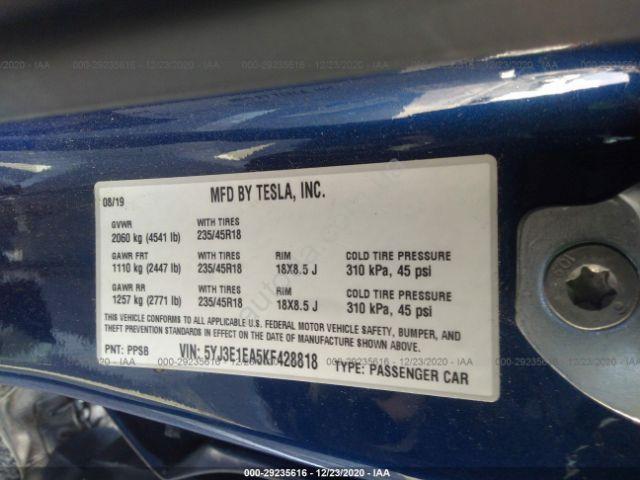 000-29235616 - 12/23/2020 - IAA
08/19 MFD BY TESLA, INC.
GVWR WITH TIRES
2060 kg (4541 lb) 235/45R18
GAWR FRT WITH TIRES RIM COLD TIRE PRESSURE
1110 kg (2447 lb) 235/45R18 18X8.5 J 310 kPa, 45 psi
GAWR RR WITH TIRES RIM COLD TIRE PRESSURE
1257 kg (2771 lb) 235/45R18 18X8.5 J 310 kPa, 45 psi
THIS VEHICLE CONFORMS TO ALL APPLICABLE U.S. FEDERAL MOTOR VEHICLE SAFETY, BUMPER, AND
THEFT PREVENTION STANDARDS IN EFFECT ON THE DATE OF MANUFACTURE SHOWN ABOVE.
PNT: PPSB VIN: 5YJ3E1EA5KF428818 TYPE: PASSENGER CAR
000-29235616 - 12/23/2020 - IAA